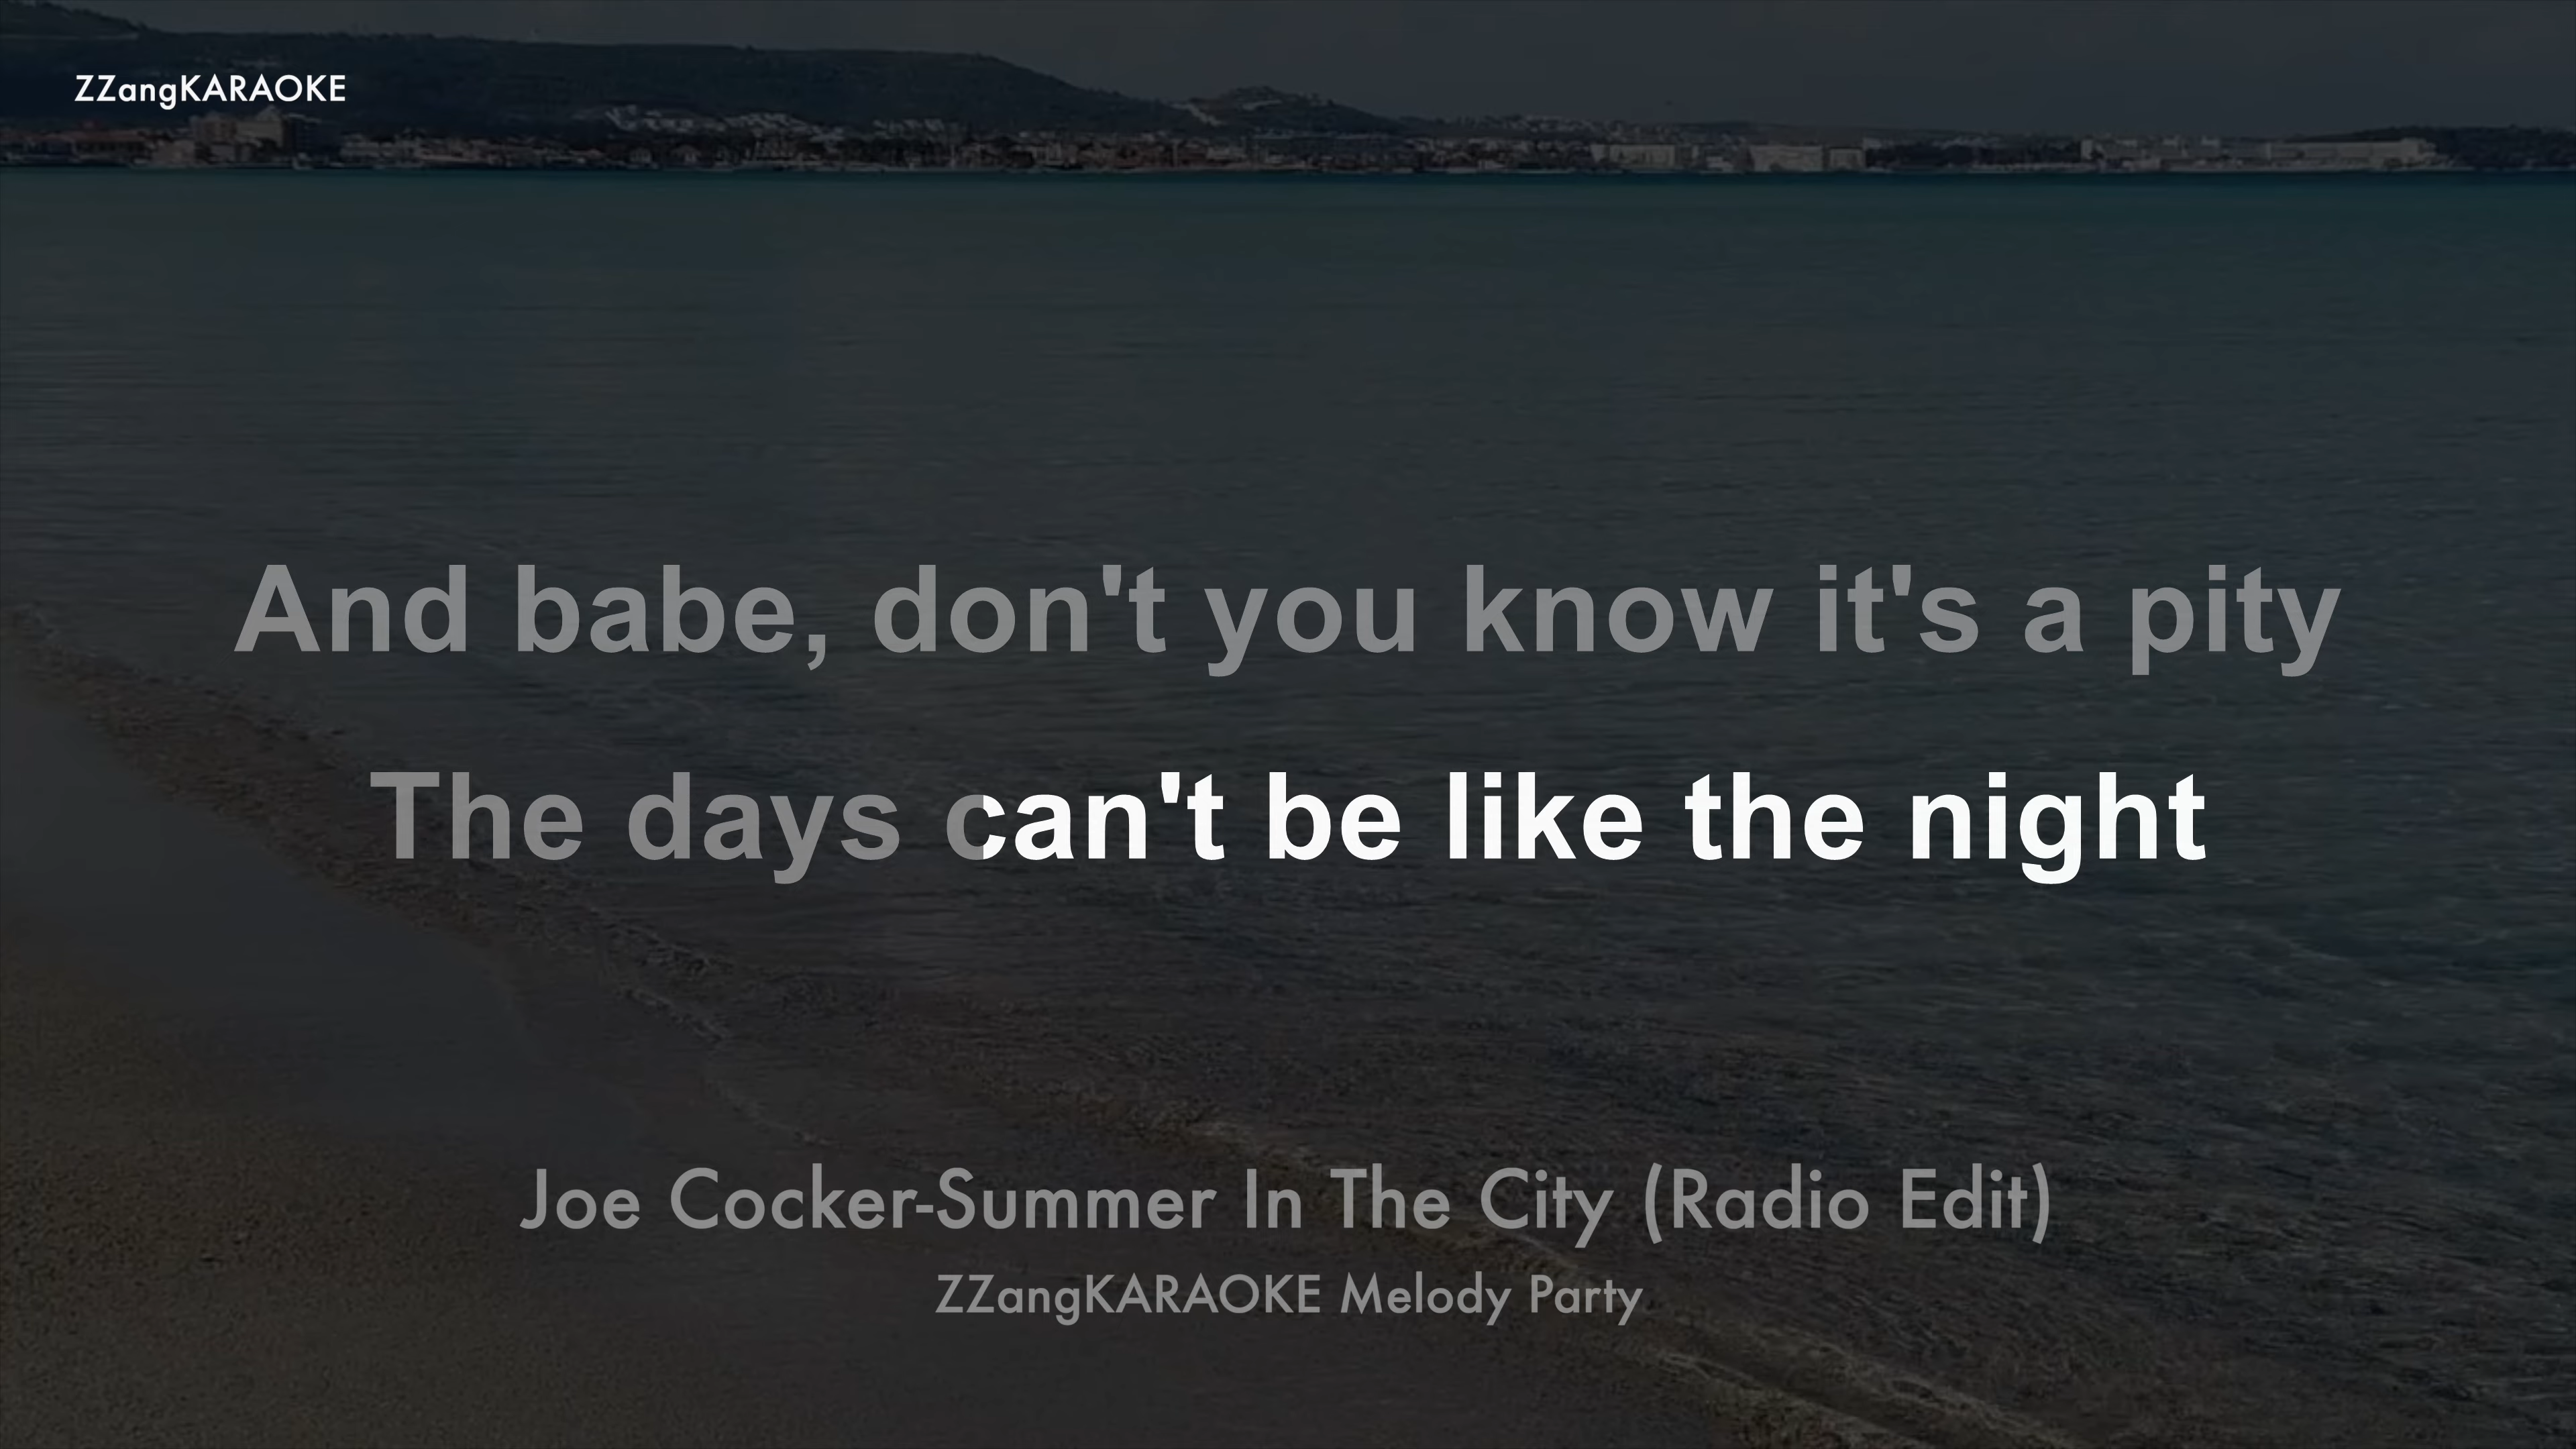 ZZangKARAOKE
And babe, don't you know it's a pity
The days can't be like the night
Joe Cocker-Summer In The City (Radio Edit)
ZZangKARAOKE Melody Party